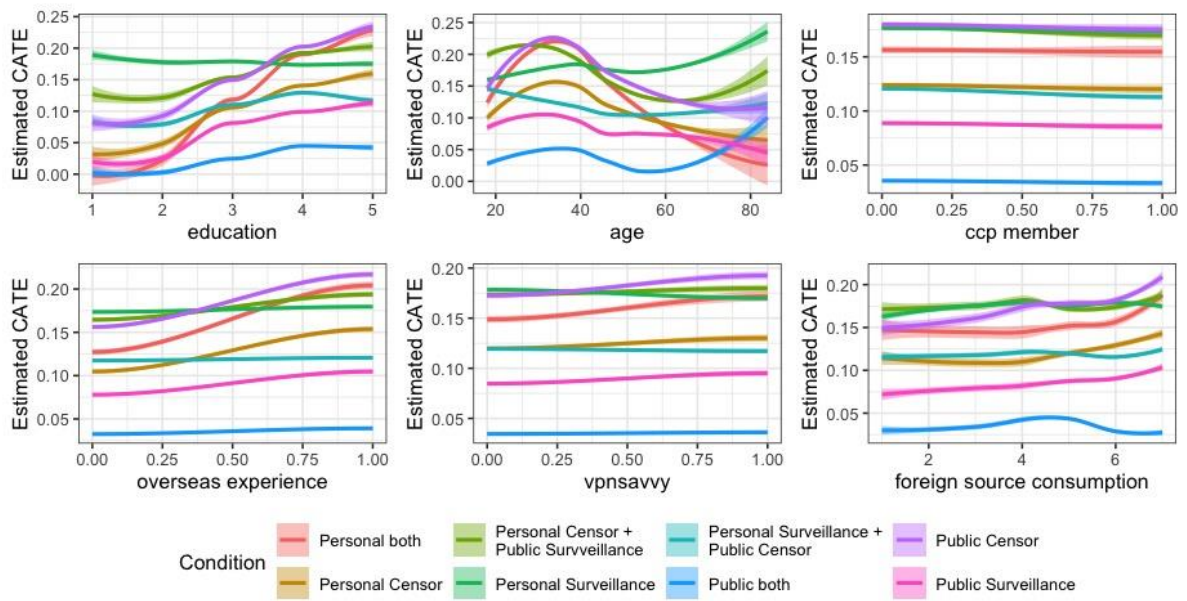 Estimated CATE
0.25
0.20
0.15
0.10
0.05
0.00
1 2 3 4 5
education
Estimated CATE
0.25
0.20
0.15
0.10
0.05
0.00
20 40 60 80
age
Estimated CATE
0.15
0.10
0.05
0.00 0.25 0.50 0.75 1.00
ccp member
Estimated CATE
0.20
0.15
0.10
0.05
0.00 0.25 0.50 0.75 1.00
overseas experience
Estimated CATE
0.20
0.15
0.10
0.05
0.00 0.25 0.50 0.75 1.00
vpnsavvy
Estimated CATE
0.20
0.15
0.10
0.05
2 4 6
foreign source consumption
Condition
Personal both
Personal Censor
Personal Censor +
Public Survveillance
Personal Surveillance
Personal Surveillance +
Public Censor
Public both
Public Censor
Public Surveillance